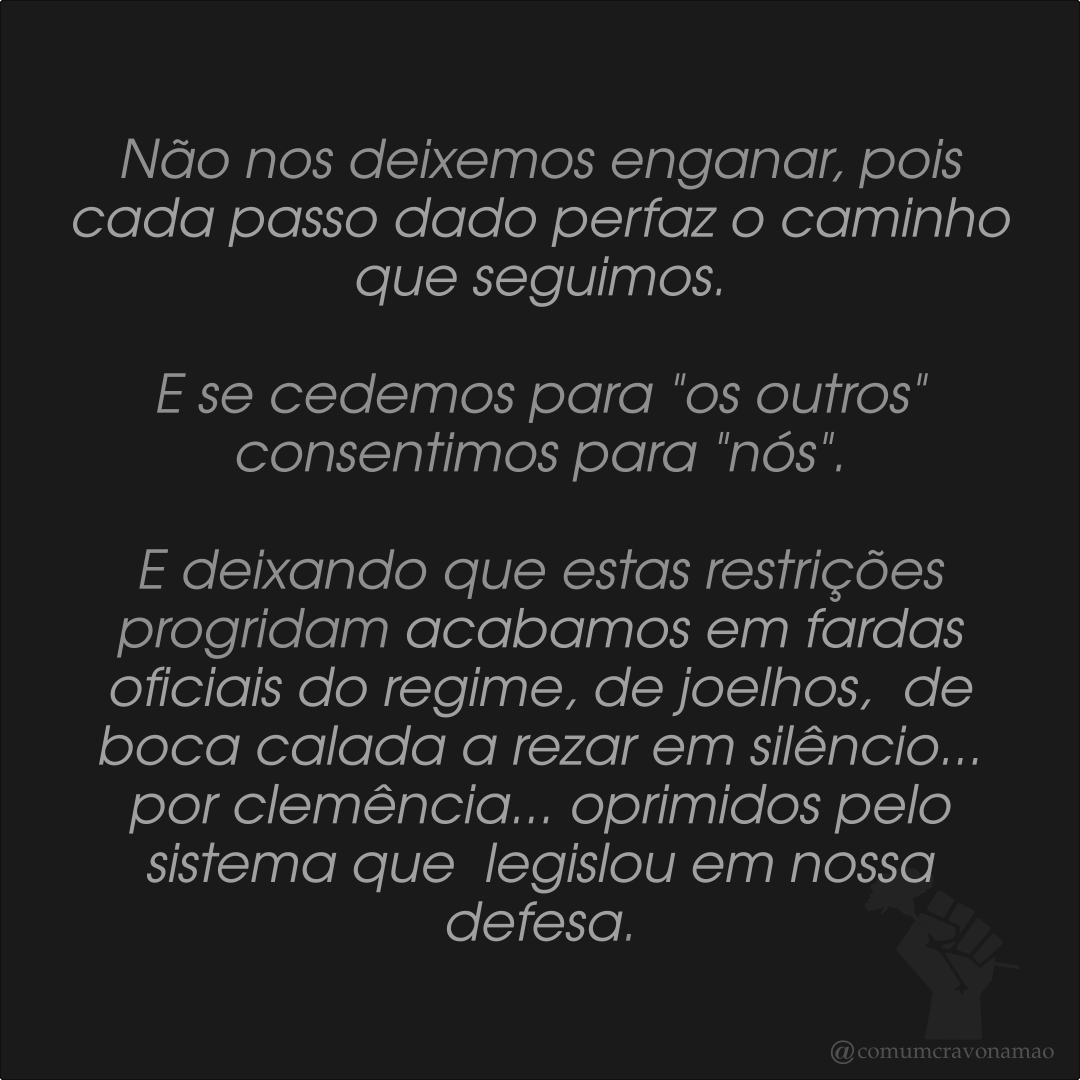 Não nos deixemos enganar, pois
cada passo dado perfaz o caminho
que seguimos.
E se cedemos para "os outros"
consentimos para "nós".
E deixando que estas restrições
progridam acabamos em fardas
oficiais do regime, de joelhos,  de
boca calada a rezar em silêncio...
por clemência... oprimidos pelo
sistema que  legislou em nossa
defesa.
@comumcravonamao